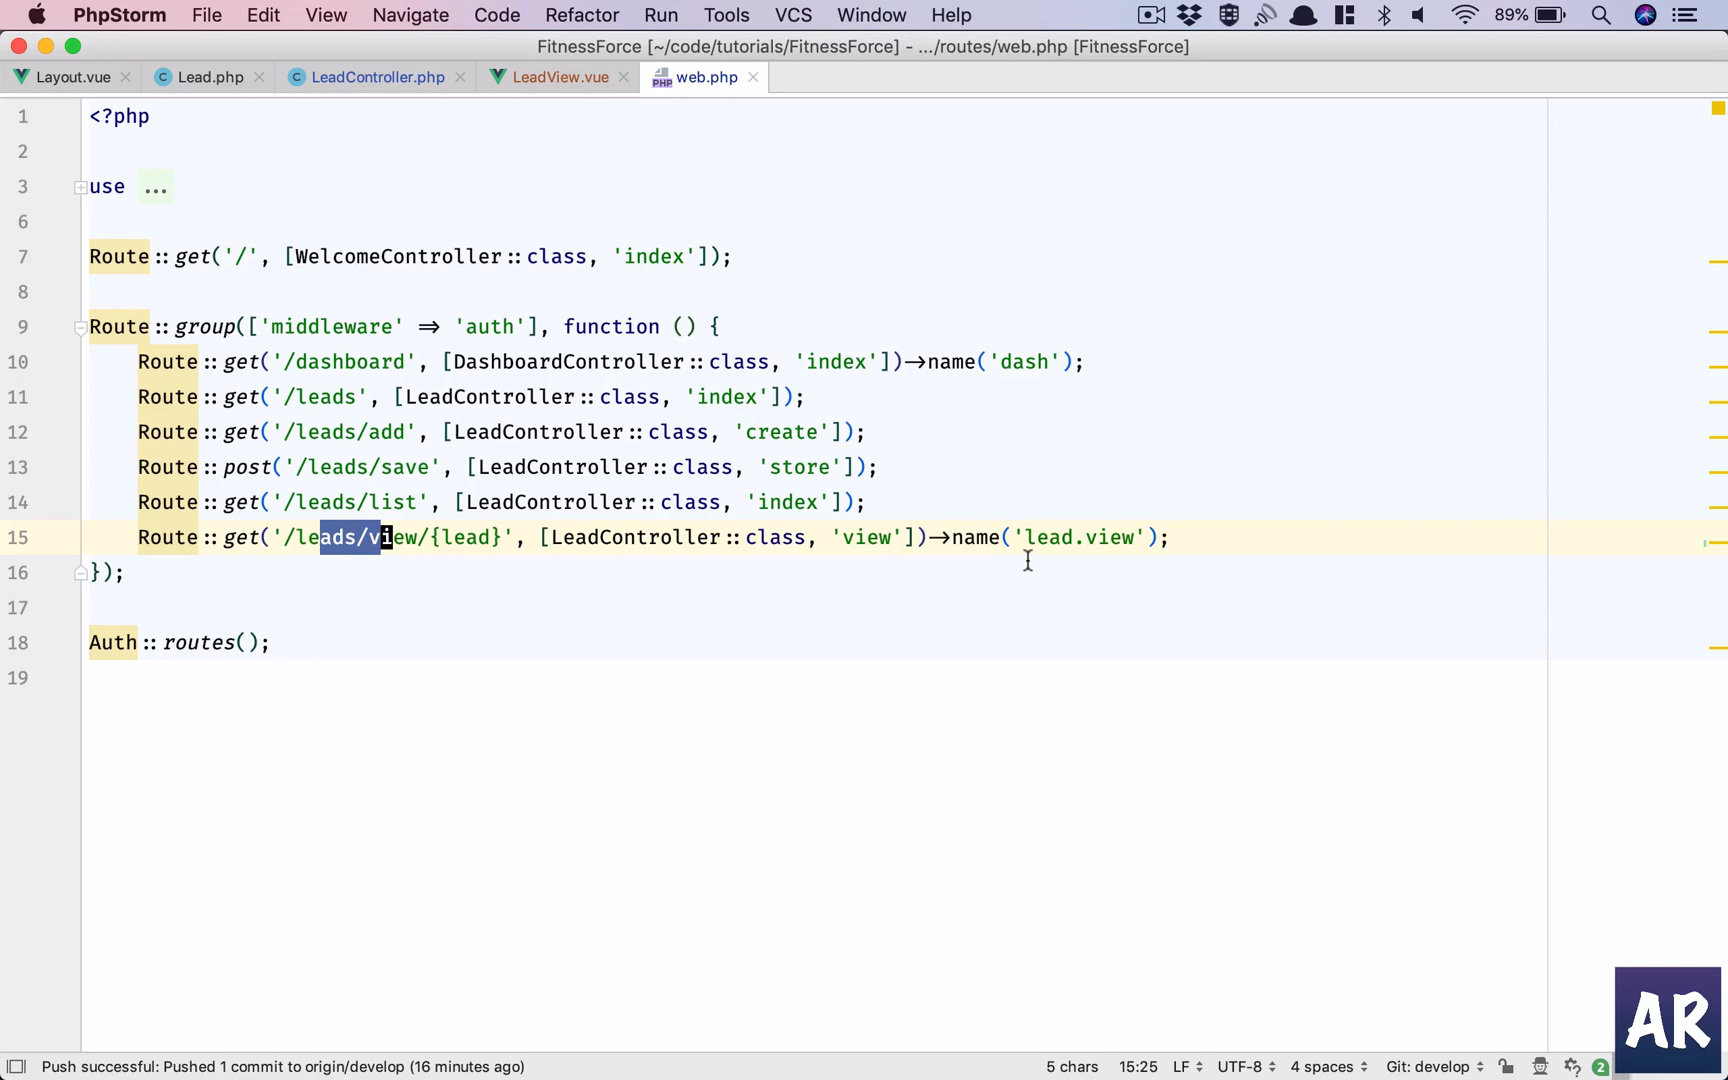 PhpStorm File Edit View Navigate Code Refactor Run Tools VCS Window Help 89%
FitnessForce [~/code/tutorials/FitnessForce] - .../routes/web.php [FitnessForce]
Layout.vue Lead.php LeadController.php LeadView.vue web.php
1 <?php
2
3 use ...
6
7 Route::get('/', [WelcomeController::class, 'index']);
8
9 Route::group(['middleware' => 'auth'], function () {
10 Route::get('/dashboard', [DashboardController::class, 'index'])->name('dash');
11 Route::get('/leads', [LeadController::class, 'index']);
12 Route::get('/leads/add', [LeadController::class, 'create']);
13 Route::post('/leads/save', [LeadController::class, 'store']);
14 Route::get('/leads/list', [LeadController::class, 'index']);
15 Route::get('/leads/view/{lead}', [LeadController::class, 'view'])->name('lead.view');
16 });
17
18 Auth::routes();
19
AR
Push successful: Pushed 1 commit to origin/develop (16 minutes ago) 5 chars 15:25 LF UTF-8 4 spaces Git: develop 2